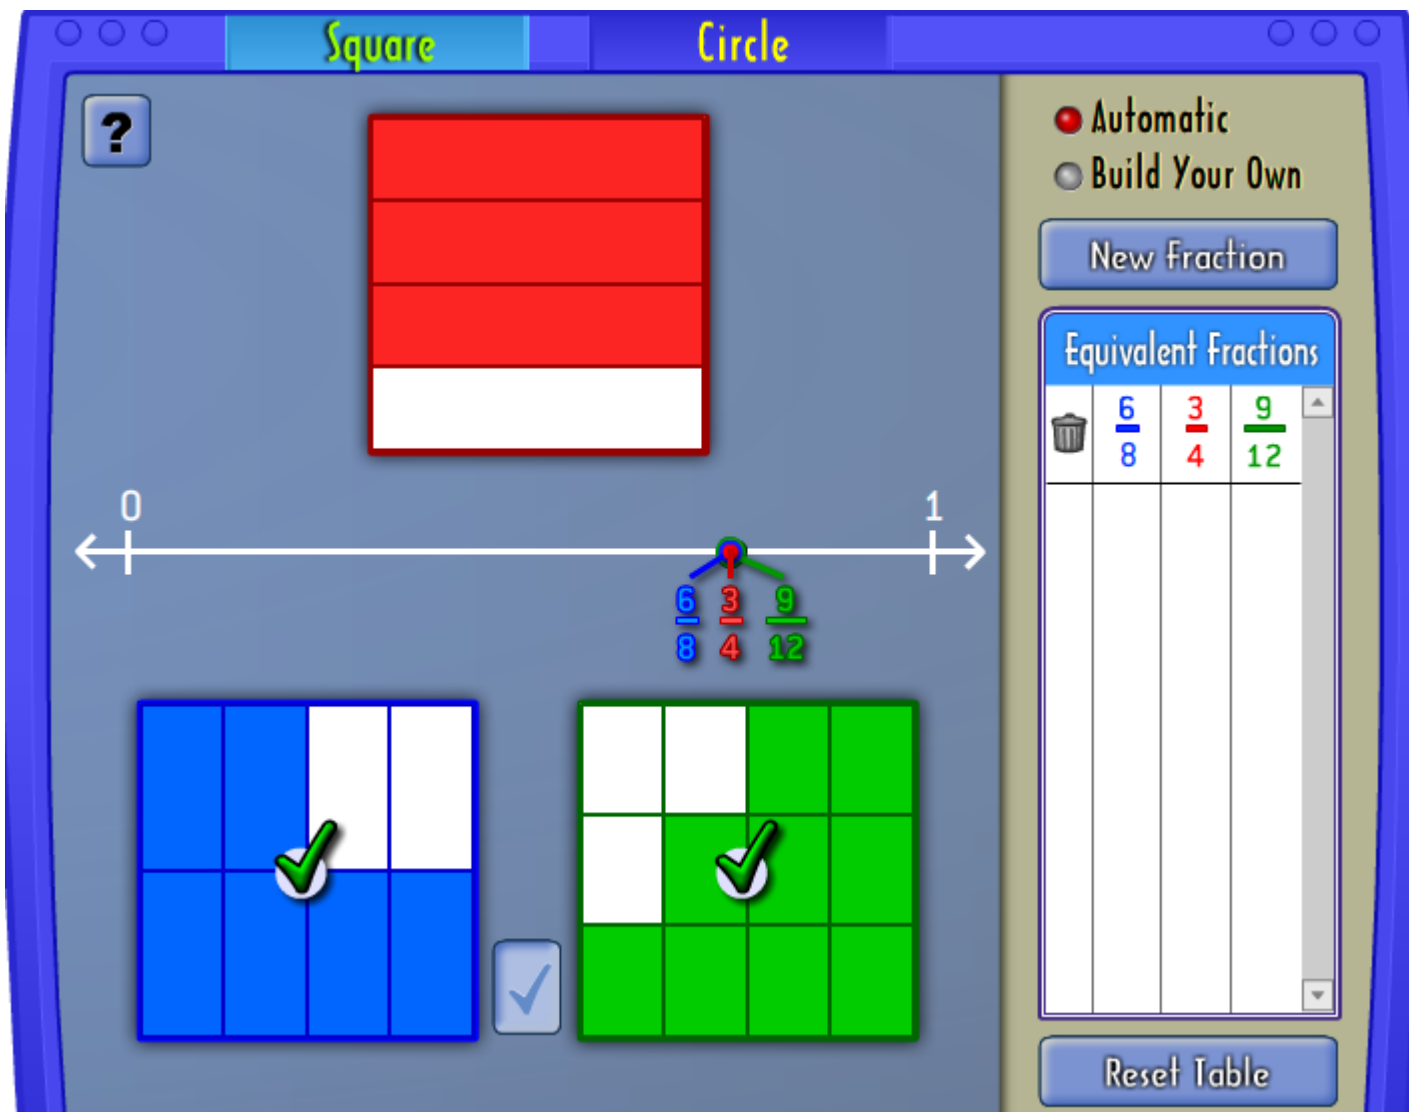 Square
Circle
?
Automatic
Build Your Own
New Fraction
Equivalent Fractions
6 3 9
8 4 12
0 1
6 3 9
8 4 12
Reset Table